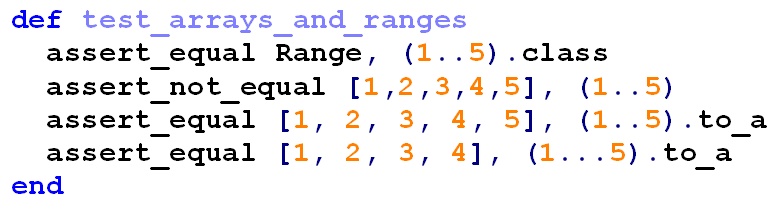 def test_arrays_and_ranges
  assert_equal Range, (1..5).class
  assert_not_equal [1,2,3,4,5], (1..5)
  assert_equal [1, 2, 3, 4, 5], (1..5).to_a
  assert_equal [1, 2, 3, 4], (1...5).to_a
end